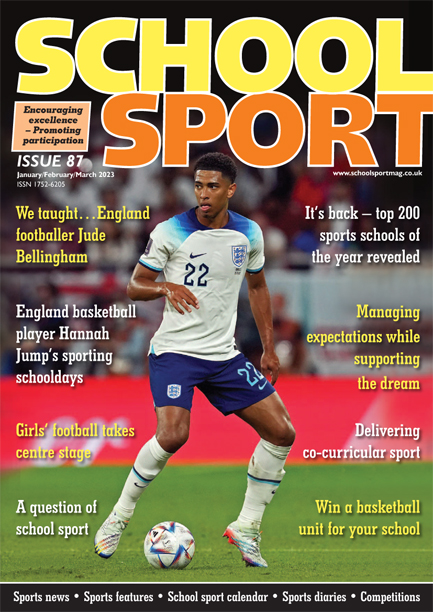 SCHOOL
SPORT
Encouraging
excellence
– Promoting
participation
ISSUE 87
January/February/March 2023
ISSN 1752-6205
www.schoolsportmag.co.uk
We taught…England
footballer Jude
Bellingham
It's back – top 200
sports schools of
the year revealed
England basketball
player Hannah
Jump's sporting
schooldays
Managing
expectations while
supporting
the dream
Girls' football takes
centre stage
Delivering
co-curricular sport
A question of
school sport
Win a basketball
unit for your school
22
22
Sports news • Sports features • School sport calendar • Sports diaries • Competitions